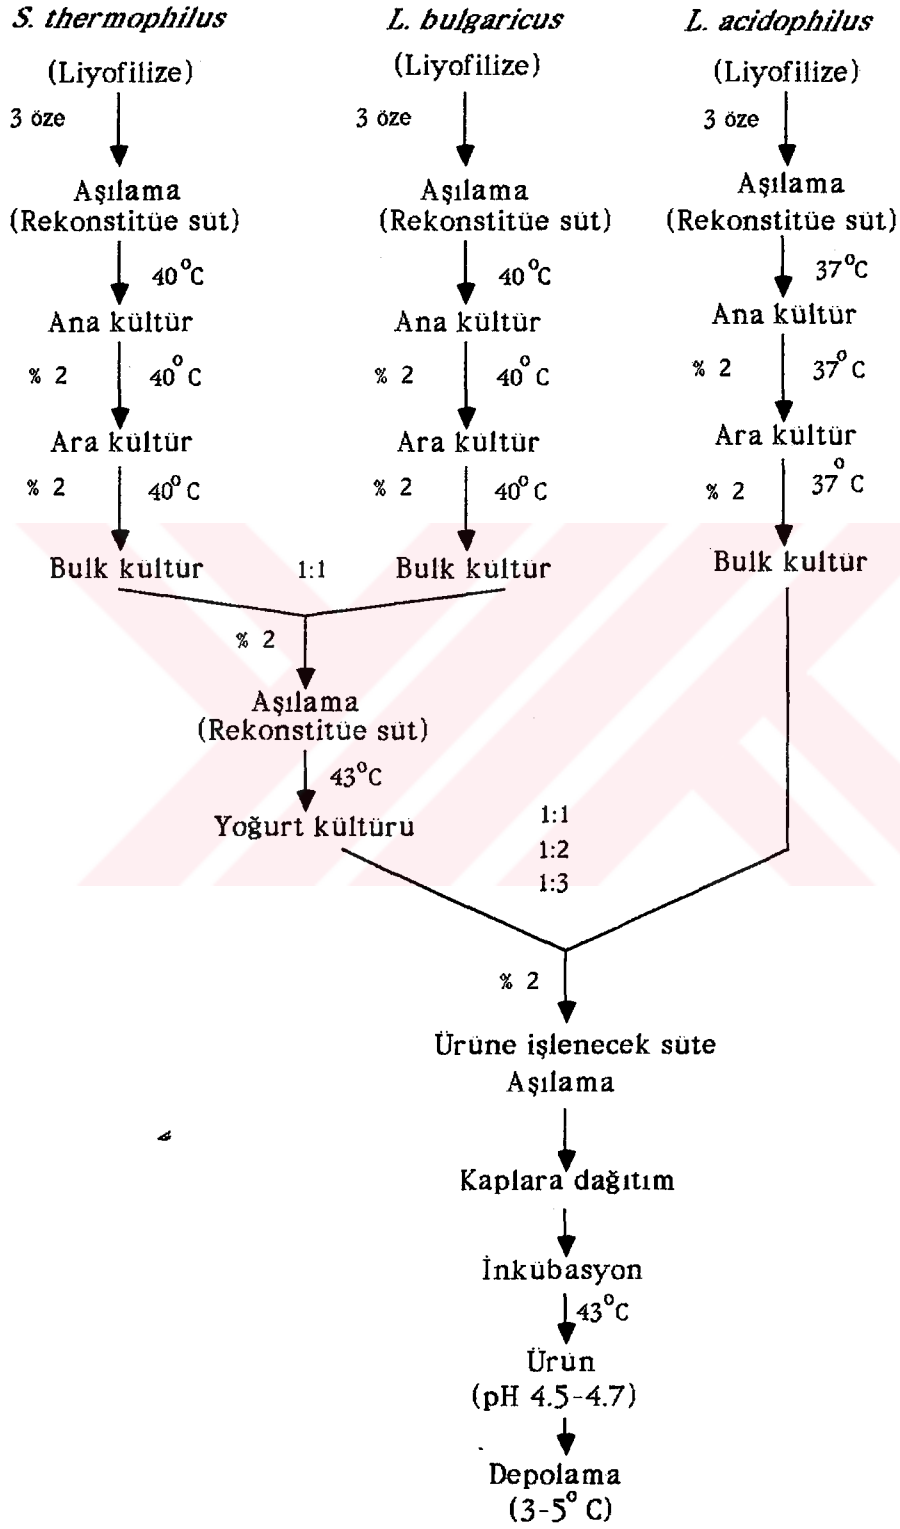 S. thermophilus
L. bulgaricus
L. acidophilus
(Liyofilize)
(Liyofilize)
(Liyofilize)
3 öze
3 öze
3 öze
Aşılama
(Rekonstitüe süt)
Aşılama
(Rekonstitüe süt)
Aşılama
(Rekonstitüe süt)
40°C
40°C
37°C
Ana kültür
Ana kültür
Ana kültür
% 2
40°C
% 2
40°C
% 2
37°C
Ara kültür
Ara kültür
Ara kültür
% 2
40°C
% 2
40°C
% 2
37°C
Bulk kültür
1:1
Bulk kültür
Bulk kültür
% 2
Aşılama
(Rekonstitüe süt)
43°C
Yoğurt kültürü
1:1
1:2
1:3
% 2
Ürüne işlenecek süte
Aşılama
Kaplara dağıtım
İnkübasyon
43°C
Ürün
(pH 4.5-4.7)
Depolama
(3-5°C)